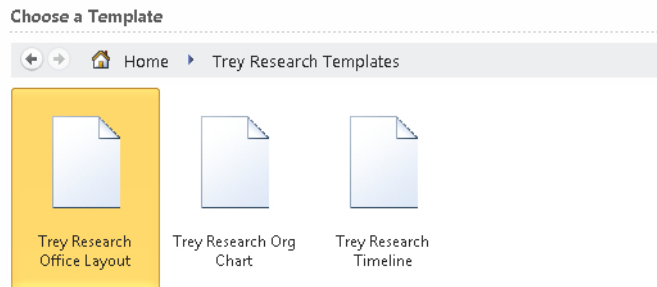 Choose a Template
Home Trey Research Templates
Trey Research
Office Layout
Trey Research Org
Chart
Trey Research
Timeline